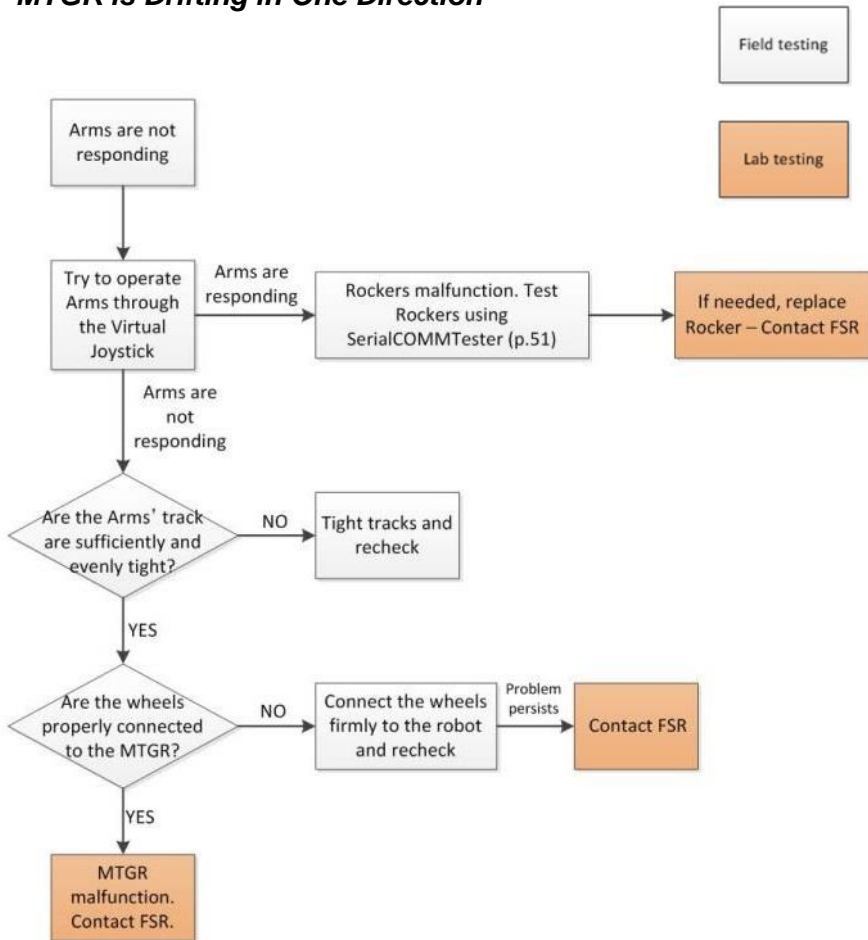 MTGR is Drifting in One Direction
Field testing
Lab testing
Arms are not
responding
Try to operate
Arms through
the Virtual
Joystick
Arms are
responding
Rockers malfunction. Test
Rockers using
SerialCOMMTester (p.51)
If needed, replace
Rocker – Contact FSR
Arms are
not
responding
Are the Arms' track
are sufficiently and
evenly tight?
NO
Tight tracks and
recheck
YES
Are the wheels
properly connected
to the MTGR?
NO
Connect the wheels
firmly to the robot
and recheck
Problem
persists
Contact FSR
YES
MTGR
malfunction.
Contact FSR.